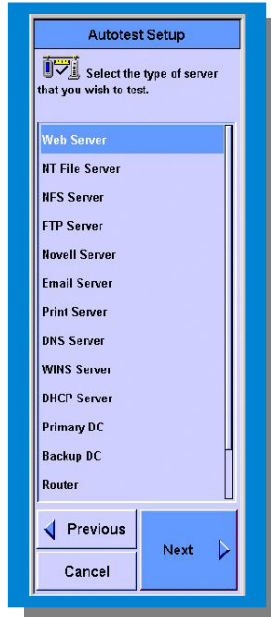 Autotest Setup
Select the type of server
that you wish to test.
Web Server
NT File Server
NFS Server
FTP Server
Novell Server
Email Server
Print Server
DNS Server
WINS Server
DHCP Server
Primary DC
Backup DC
Router
Previous
Next
Cancel